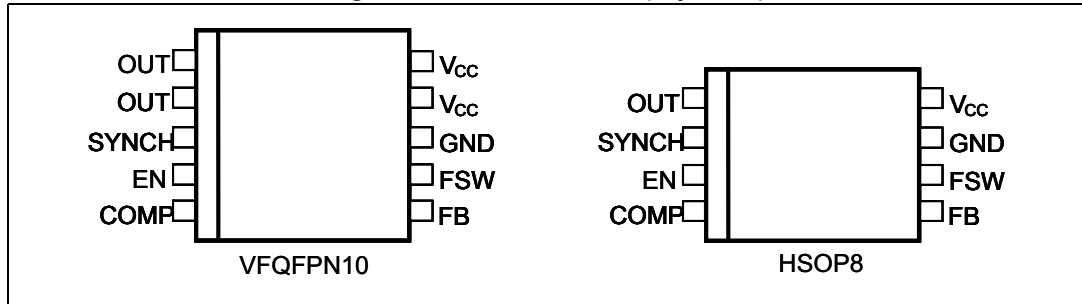 OUT
OUT
SYNCH
EN
COMP
VCC
VCC
GND
FSW
FB
VFQFPN10
OUT
SYNCH
EN
COMP
VCC
GND
FSW
FB
HSOP8